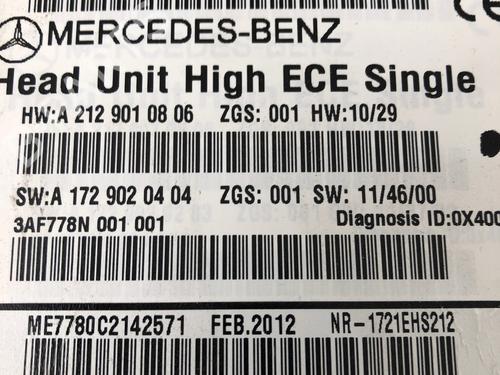 MERCEDES-BENZ
CE
Head Unit High ECE Single
HW:A 212 901 08 06 ZGS: 001 HW:10/29
SW:A 172 902 04 04 ZGS: 001 SW: 11/46/00
3AF778N 001 001 Diagnosis ID:0X400
ME7780C2142571 FEB.2012 NR-1721EHS212